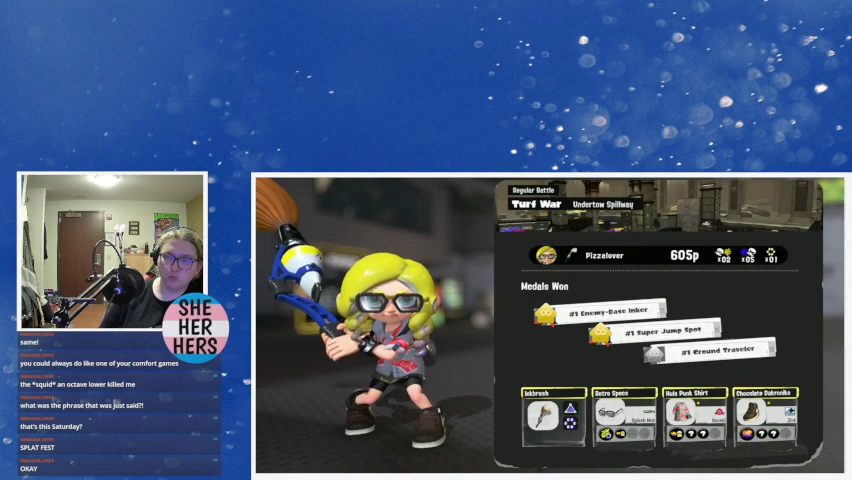 SHE
HER
HERS
same!
you could always do like one of your comfort games
the *squid* an octave lower killed me
what was the phrase that was just said?!
that's this Saturday?
SPLAT FEST
OKAY
Regular Battle
Turf War Undertow Spillway
Pizzalover 605p x02 x05 x01
Medals Won
#1 Enemy-Base Inker
#1 Super Jump Spot
#1 Ground Traveler
Inkbrush
Retro Specs
Hula Punk Shirt
Chocolate Dakroniks